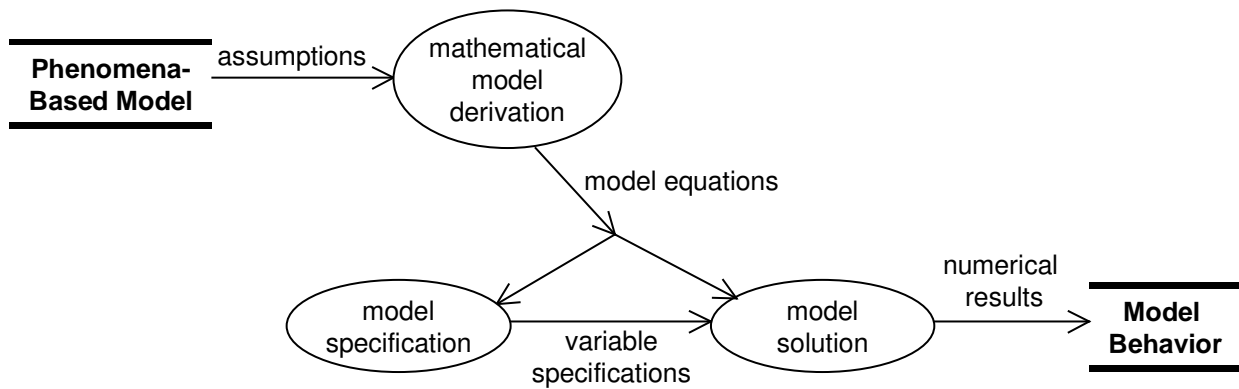 Phenomena-
Based Model
assumptions
mathematical
model
derivation
model equations
model
specification
variable
specifications
model
solution
numerical
results
Model
Behavior